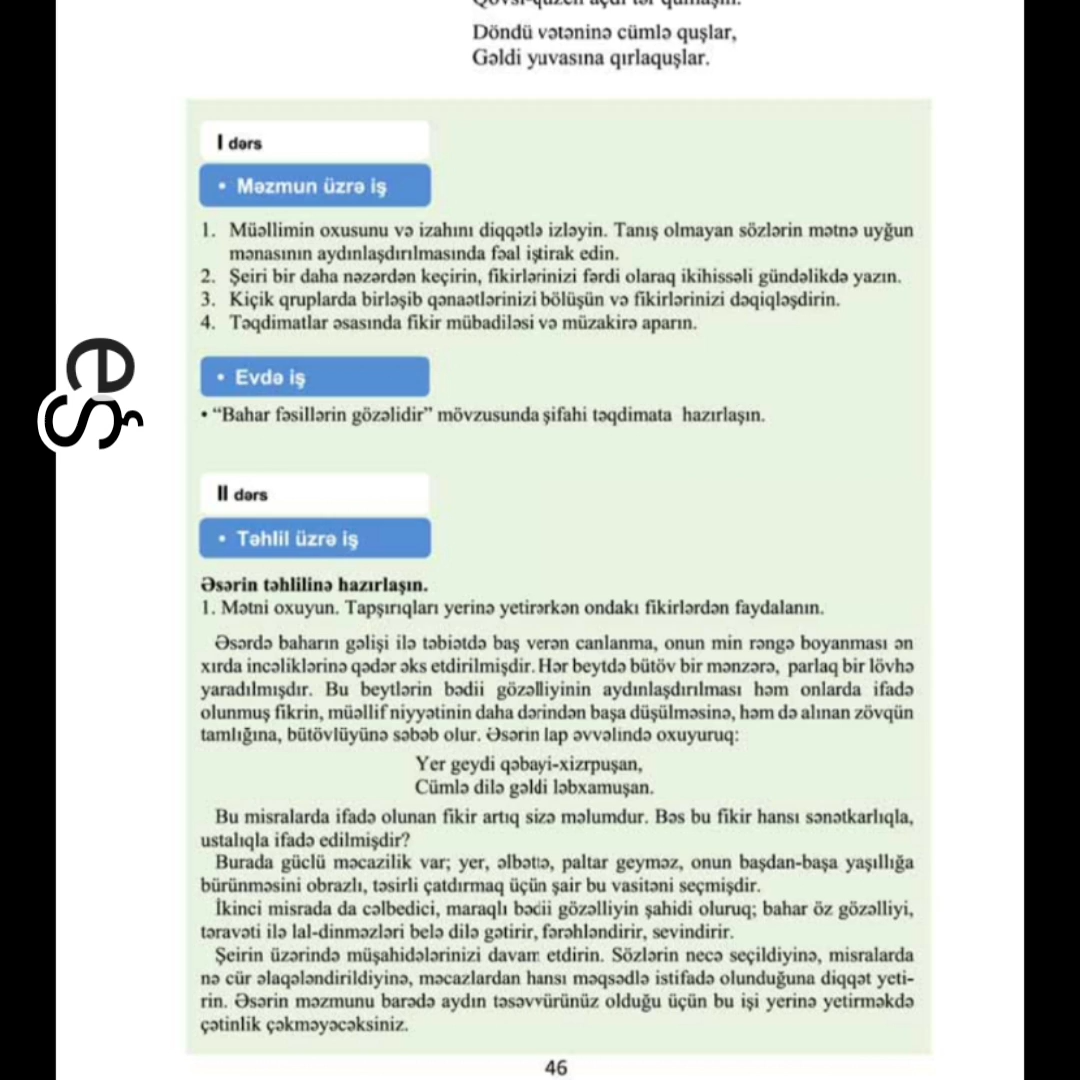 Döndü vətəninə cümlə quşlar,
Gəldi yuvasına qırlaquşlar.
I dərs
• Məzmun üzrə iş
1. Müəllimin oxusunu və izahını diqqətlə izləyin. Tanış olmayan sözlərin mətnə uyğun
mənasının aydınlaşdırılmasında fəal iştirak edin.
2. Şeiri bir daha nəzərdən keçirin, fikirlərinizi fərdi olaraq ikihissəli gündəlikdə yazın.
3. Kiçik qruplarda birləşib qənaətlərinizi bölüşün və fikirlərinizi dəqiqləşdirin.
4. Təqdimatlar əsasında fikir mübadiləsi və müzakirə aparın.
• Evdə iş
• “Bahar fəsillərin gözəlidir” mövzusunda şifahi təqdimata hazırlaşın.
II dərs
• Təhlil üzrə iş
Əsərin təhlilinə hazırlaşın.
1. Mətni oxuyun. Tapşırıqları yerinə yetirərkən ondakı fikirlərdən faydalanın.
Əsərdə baharın gəlişi ilə təbiətdə baş verən canlanma, onun min rəngə boyanması ən
xırda incəliklərinə qədər əks etdirilmişdir. Hər beytdə bütöv bir mənzərə, parlaq bir lövhə
yaradılmışdır. Bu beytlərin bədii gözəlliyinin aydınlaşdırılması həm onlarda ifadə
olunmuş fikrin, müəllif niyyətinin daha dərindən başa düşülməsinə, həm də alınan zövqün
tamlığına, bütövlüyünə səbəb olur. Əsərin lap əvvəlində oxuyuruq:
Yer geydi qəbayi-xizrpuşan,
Cümlə dilə gəldi ləbxamuşan.
Bu misralarda ifadə olunan fikir artıq sizə məlumdur. Bəs bu fikir hansı sənətkarlıqla,
ustalıqla ifadə edilmişdir?
Burada güclü məcazilik var; yer, əlbəttə, paltar geyməz, onun başdan-başa yaşıllığa
bürünməsini obrazlı, təsirli çatdırmaq üçün şair bu vasitəni seçmişdir.
İkinci misrada da cəlbedici, maraqlı bədii gözəlliyin şahidi oluruq; bahar öz gözəlliyi,
təravəti ilə lal-dinməzləri belə dilə gətirir, fərəhləndirir, sevindirir.
Şeirin üzərində müşahidələrinizi davam etdirin. Sözlərin necə seçildiyinə, misralarda
nə cür əlaqələndirildiyinə, məcazlardan hansı məqsədlə istifadə olunduğuna diqqət yeti-
rin. Əsərin məzmunu barədə aydın təsəvvürünüz olduğu üçün bu işi yerinə yetirməkdə
çətinlik çəkməyəcəksiniz.
46